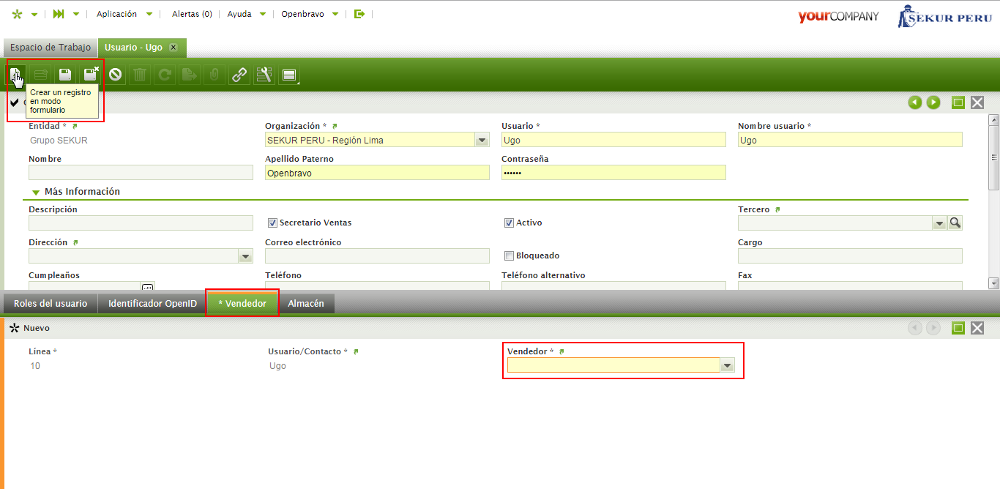 Aplicación
Alertas (0)
Ayuda
Openbravo
yourCOMPANY
SEKUR PERU
Espacio de Trabajo
Usuario - Ugo
Crear un registro
en modo
formulario
Entidad *
Organización *
Usuario *
Nombre usuario *
Grupo SEKUR
SEKUR PERU - Región Lima
Ugo
Ugo
Nombre
Apellido Paterno
Contraseña
Openbravo
••••••
Más Información
Descripción
Secretario Ventas
Activo
Tercero
Dirección
Correo electrónico
Bloqueado
Cargo
Cumpleaños
Teléfono
Teléfono alternativo
Fax
Roles del usuario
Identificador OpenID
* Vendedor
Almacén
Nuevo
Línea *
Usuario/Contacto *
Vendedor *
10
Ugo